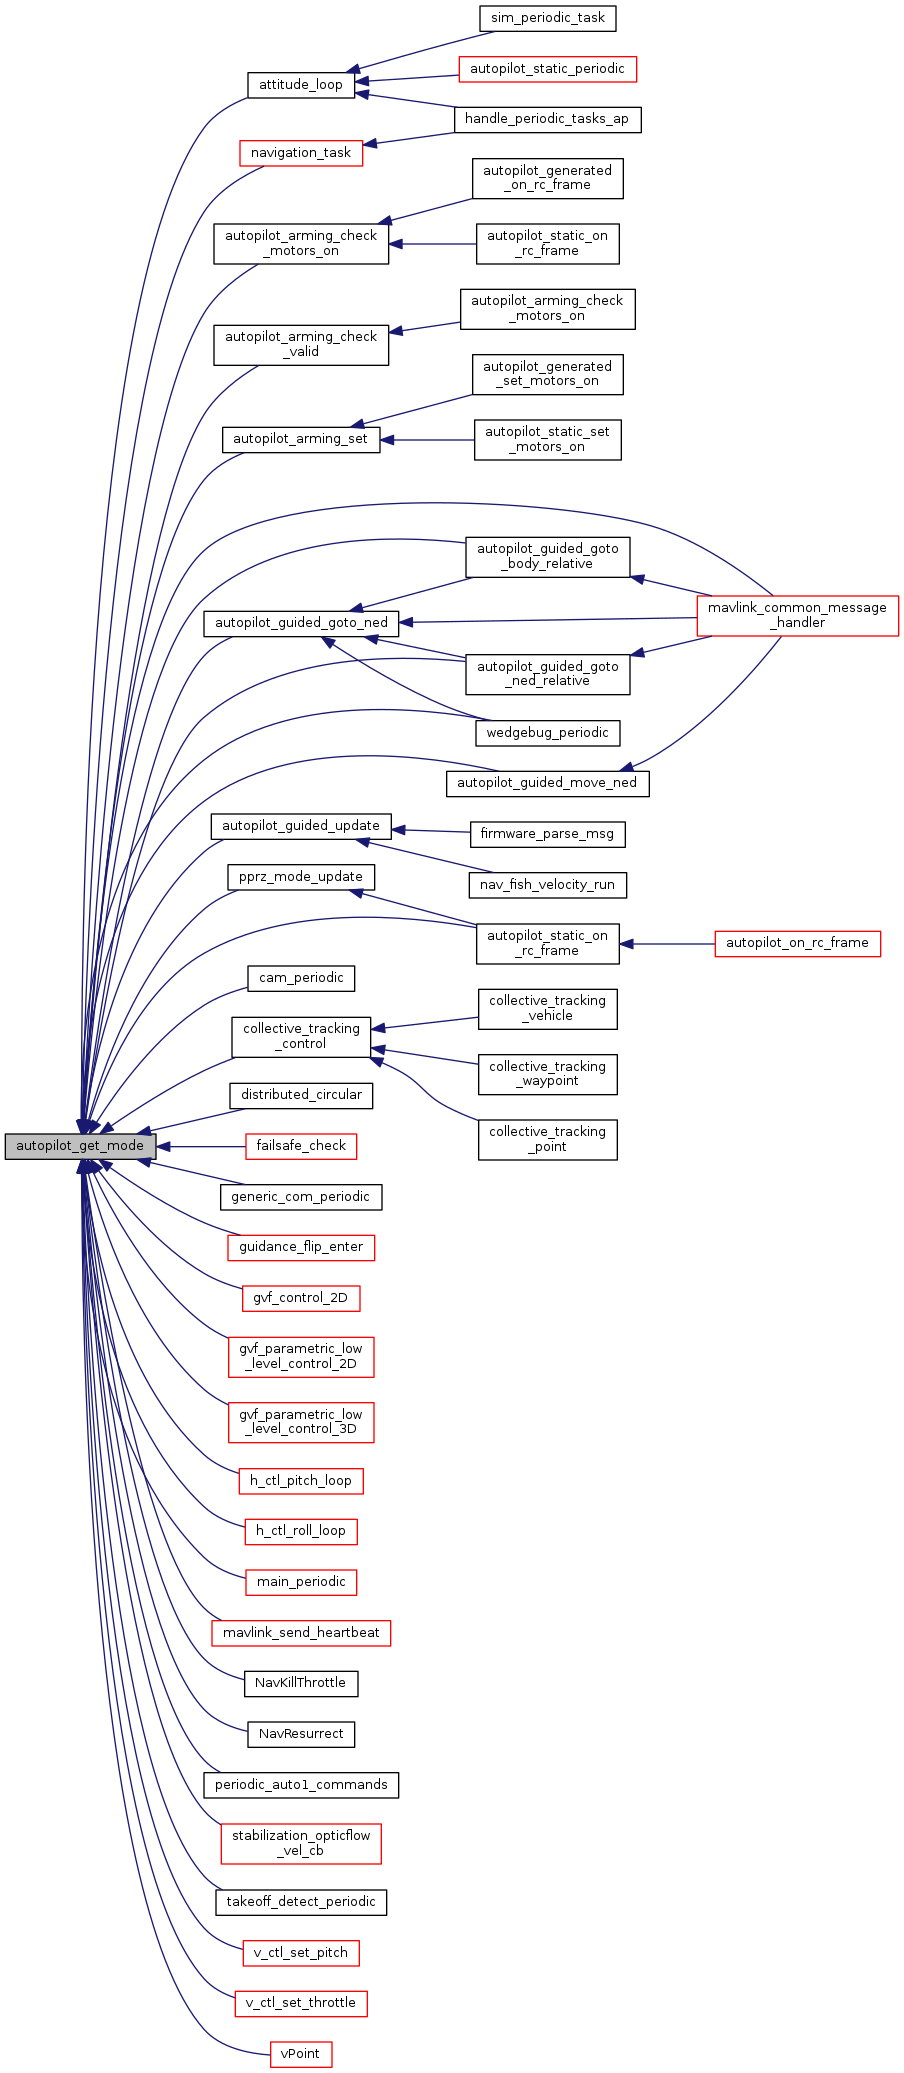 sim_periodic_task
autopilot_static_periodic
attitude_loop
handle_periodic_tasks_ap
navigation_task
autopilot_generated
_on_rc_frame
autopilot_arming_check
_motors_on
autopilot_static_on
_rc_frame
autopilot_arming_check
_motors_on
autopilot_arming_check
_valid
autopilot_generated
_set_motors_on
autopilot_arming_set
autopilot_static_set
_motors_on
autopilot_guided_goto
_body_relative
mavlink_common_message
_handler
autopilot_guided_goto_ned
autopilot_guided_goto
_ned_relative
wedgebug_periodic
autopilot_guided_move_ned
autopilot_guided_update
firmware_parse_msg
pprz_mode_update
nav_fish_velocity_run
autopilot_static_on
_rc_frame
autopilot_on_rc_frame
cam_periodic
collective_tracking
_vehicle
collective_tracking
_control
collective_tracking
_waypoint
distributed_circular
collective_tracking
_point
autopilot_get_mode
failsafe_check
generic_com_periodic
guidance_flip_enter
gvf_control_2D
gvf_parametric_low
_level_control_2D
gvf_parametric_low
_level_control_3D
h_ctl_pitch_loop
h_ctl_roll_loop
main_periodic
mavlink_send_heartbeat
NavKillThrottle
NavResurrect
periodic_auto1_commands
stabilization_opticflow
_vel_cb
takeoff_detect_periodic
v_ctl_set_pitch
v_ctl_set_throttle
vPoint